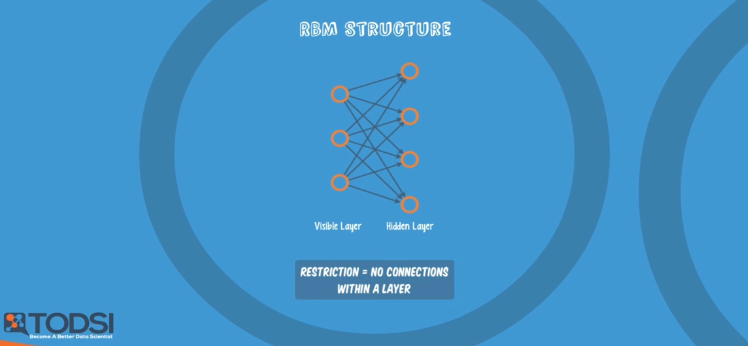 RBM STRUCTURE
Visible Layer Hidden Layer
RESTRICTION = NO CONNECTIONS
WITHIN A LAYER
TODSI
Become A Better Data Scientist